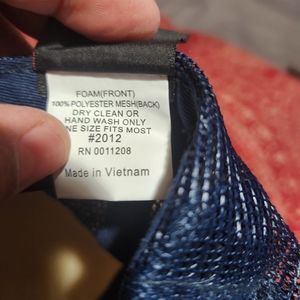 FOAM(FRONT)
100%POLYESTER MESH(BACK)
DRY CLEAN OR
HAND WASH ONLY
NE SIZE FITS MOST
#2012
RN 0011208
Made in Vietnam